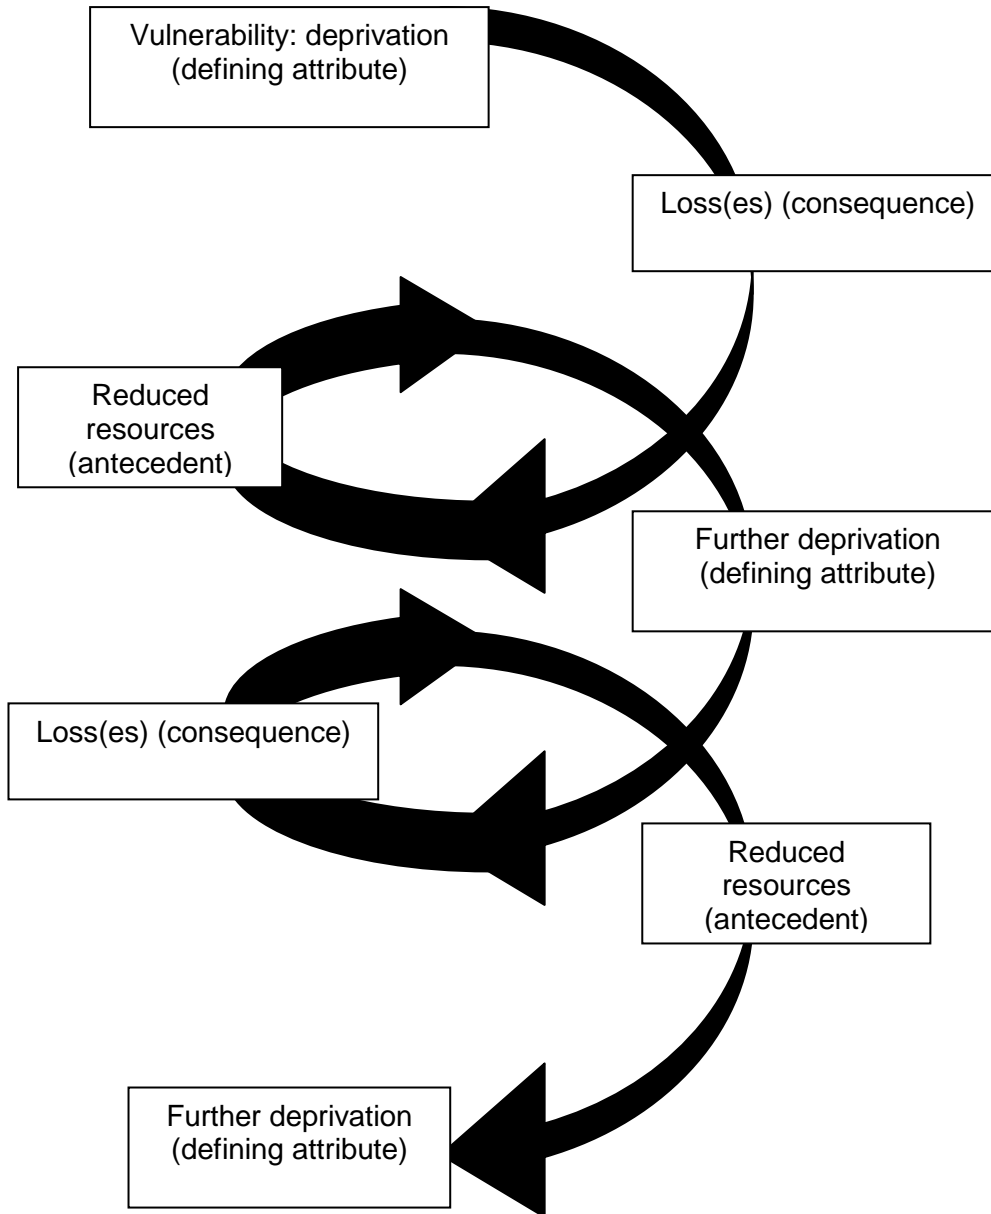 Vulnerability: deprivation
(defining attribute)
Loss(es) (consequence)
Reduced
resources
(antecedent)
Further deprivation
(defining attribute)
Loss(es) (consequence)
Reduced
resources
(antecedent)
Further deprivation
(defining attribute)